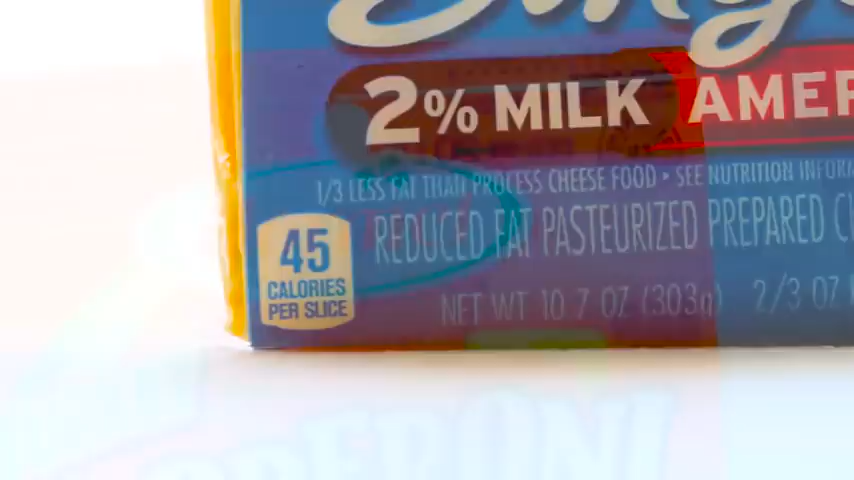 2% MILK AMER
1/3 LESS FAT THAN PROCESS CHEESE FOOD • SEE NUTRITION INFORMA
REDUCED FAT PASTEURIZED PREPARED C
45
CALORIES
PER SLICE
NET WT 10.7 OZ (303g) 2/3 OZ
PEPPERONI